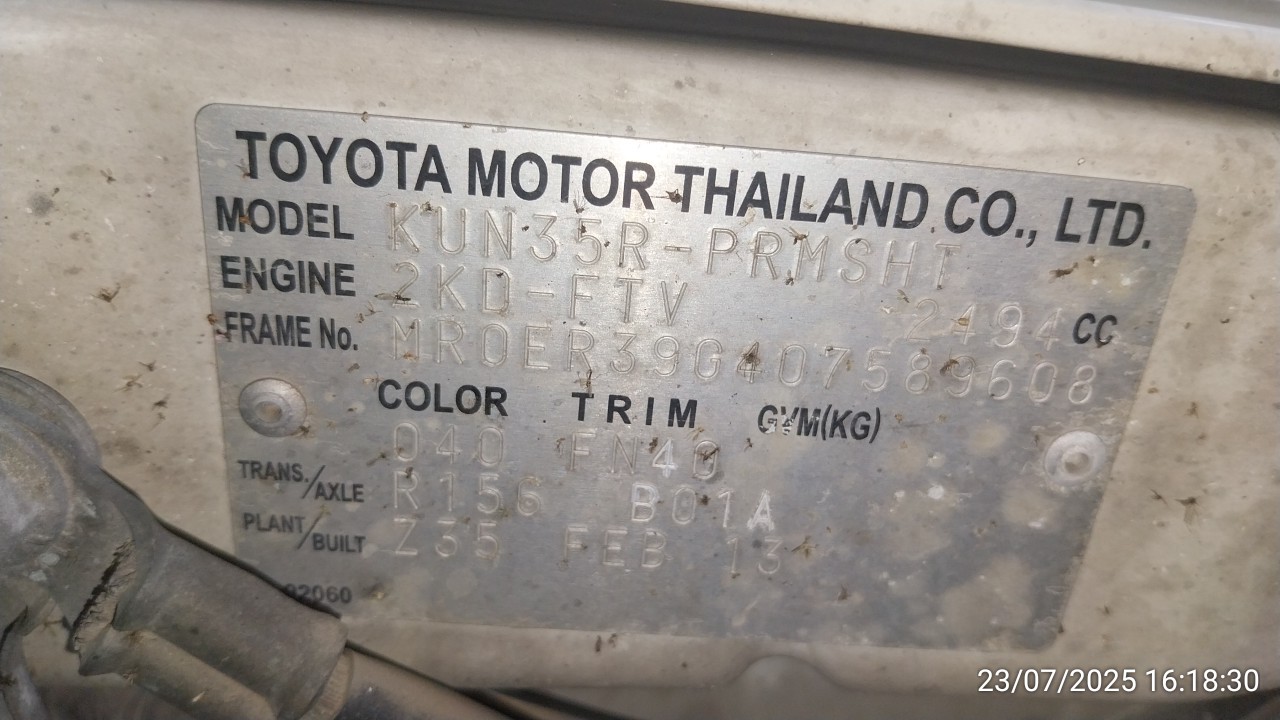 TOYOTA MOTOR THAILAND CO., LTD.
MODEL KUN35R-PRMSHT
ENGINE 2KD-FTV 2494 CC
FRAME No. MR0ER39G407589608
COLOR TRIM GVM(KG)
040 FN40
TRANS./AXLE R156 B01A
PLANT/BUILT Z35 FEB 13
02060
23/07/2025 16:18:30